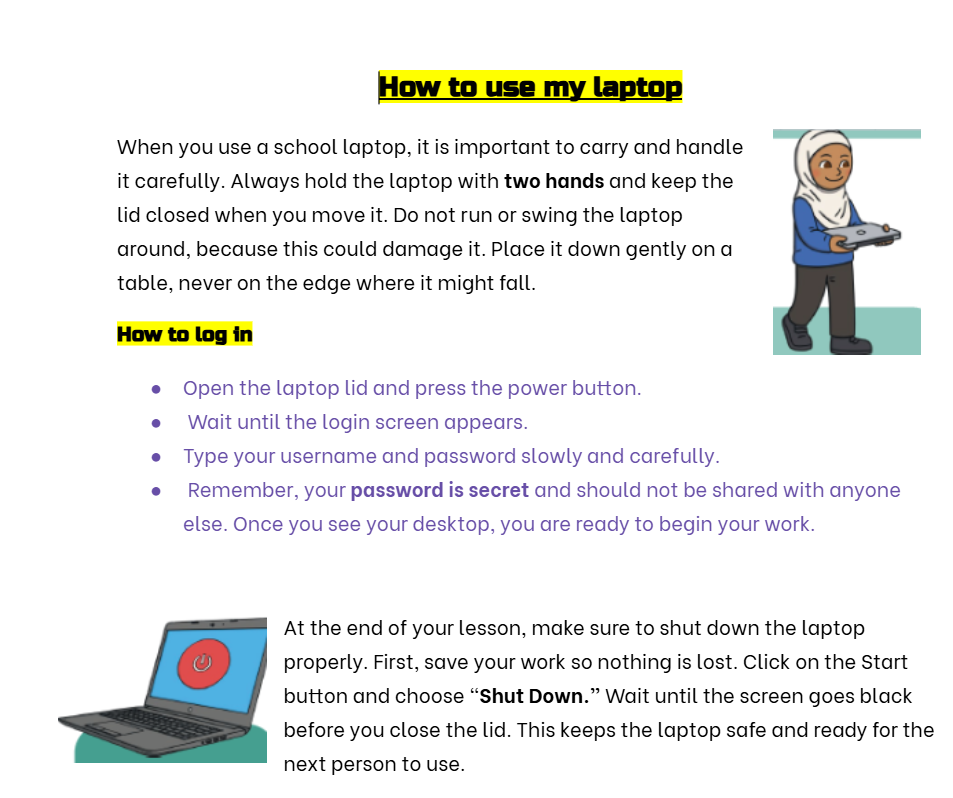 How to use my laptop
When you use a school laptop, it is important to carry and handle
it carefully. Always hold the laptop with two hands and keep the
lid closed when you move it. Do not run or swing the laptop
around, because this could damage it. Place it down gently on a
table, never on the edge where it might fall.
How to log in
● Open the laptop lid and press the power button.
● Wait until the login screen appears.
● Type your username and password slowly and carefully.
● Remember, your password is secret and should not be shared with anyone
else. Once you see your desktop, you are ready to begin your work.
At the end of your lesson, make sure to shut down the laptop
properly. First, save your work so nothing is lost. Click on the Start
button and choose “Shut Down.” Wait until the screen goes black
before you close the lid. This keeps the laptop safe and ready for the
next person to use.